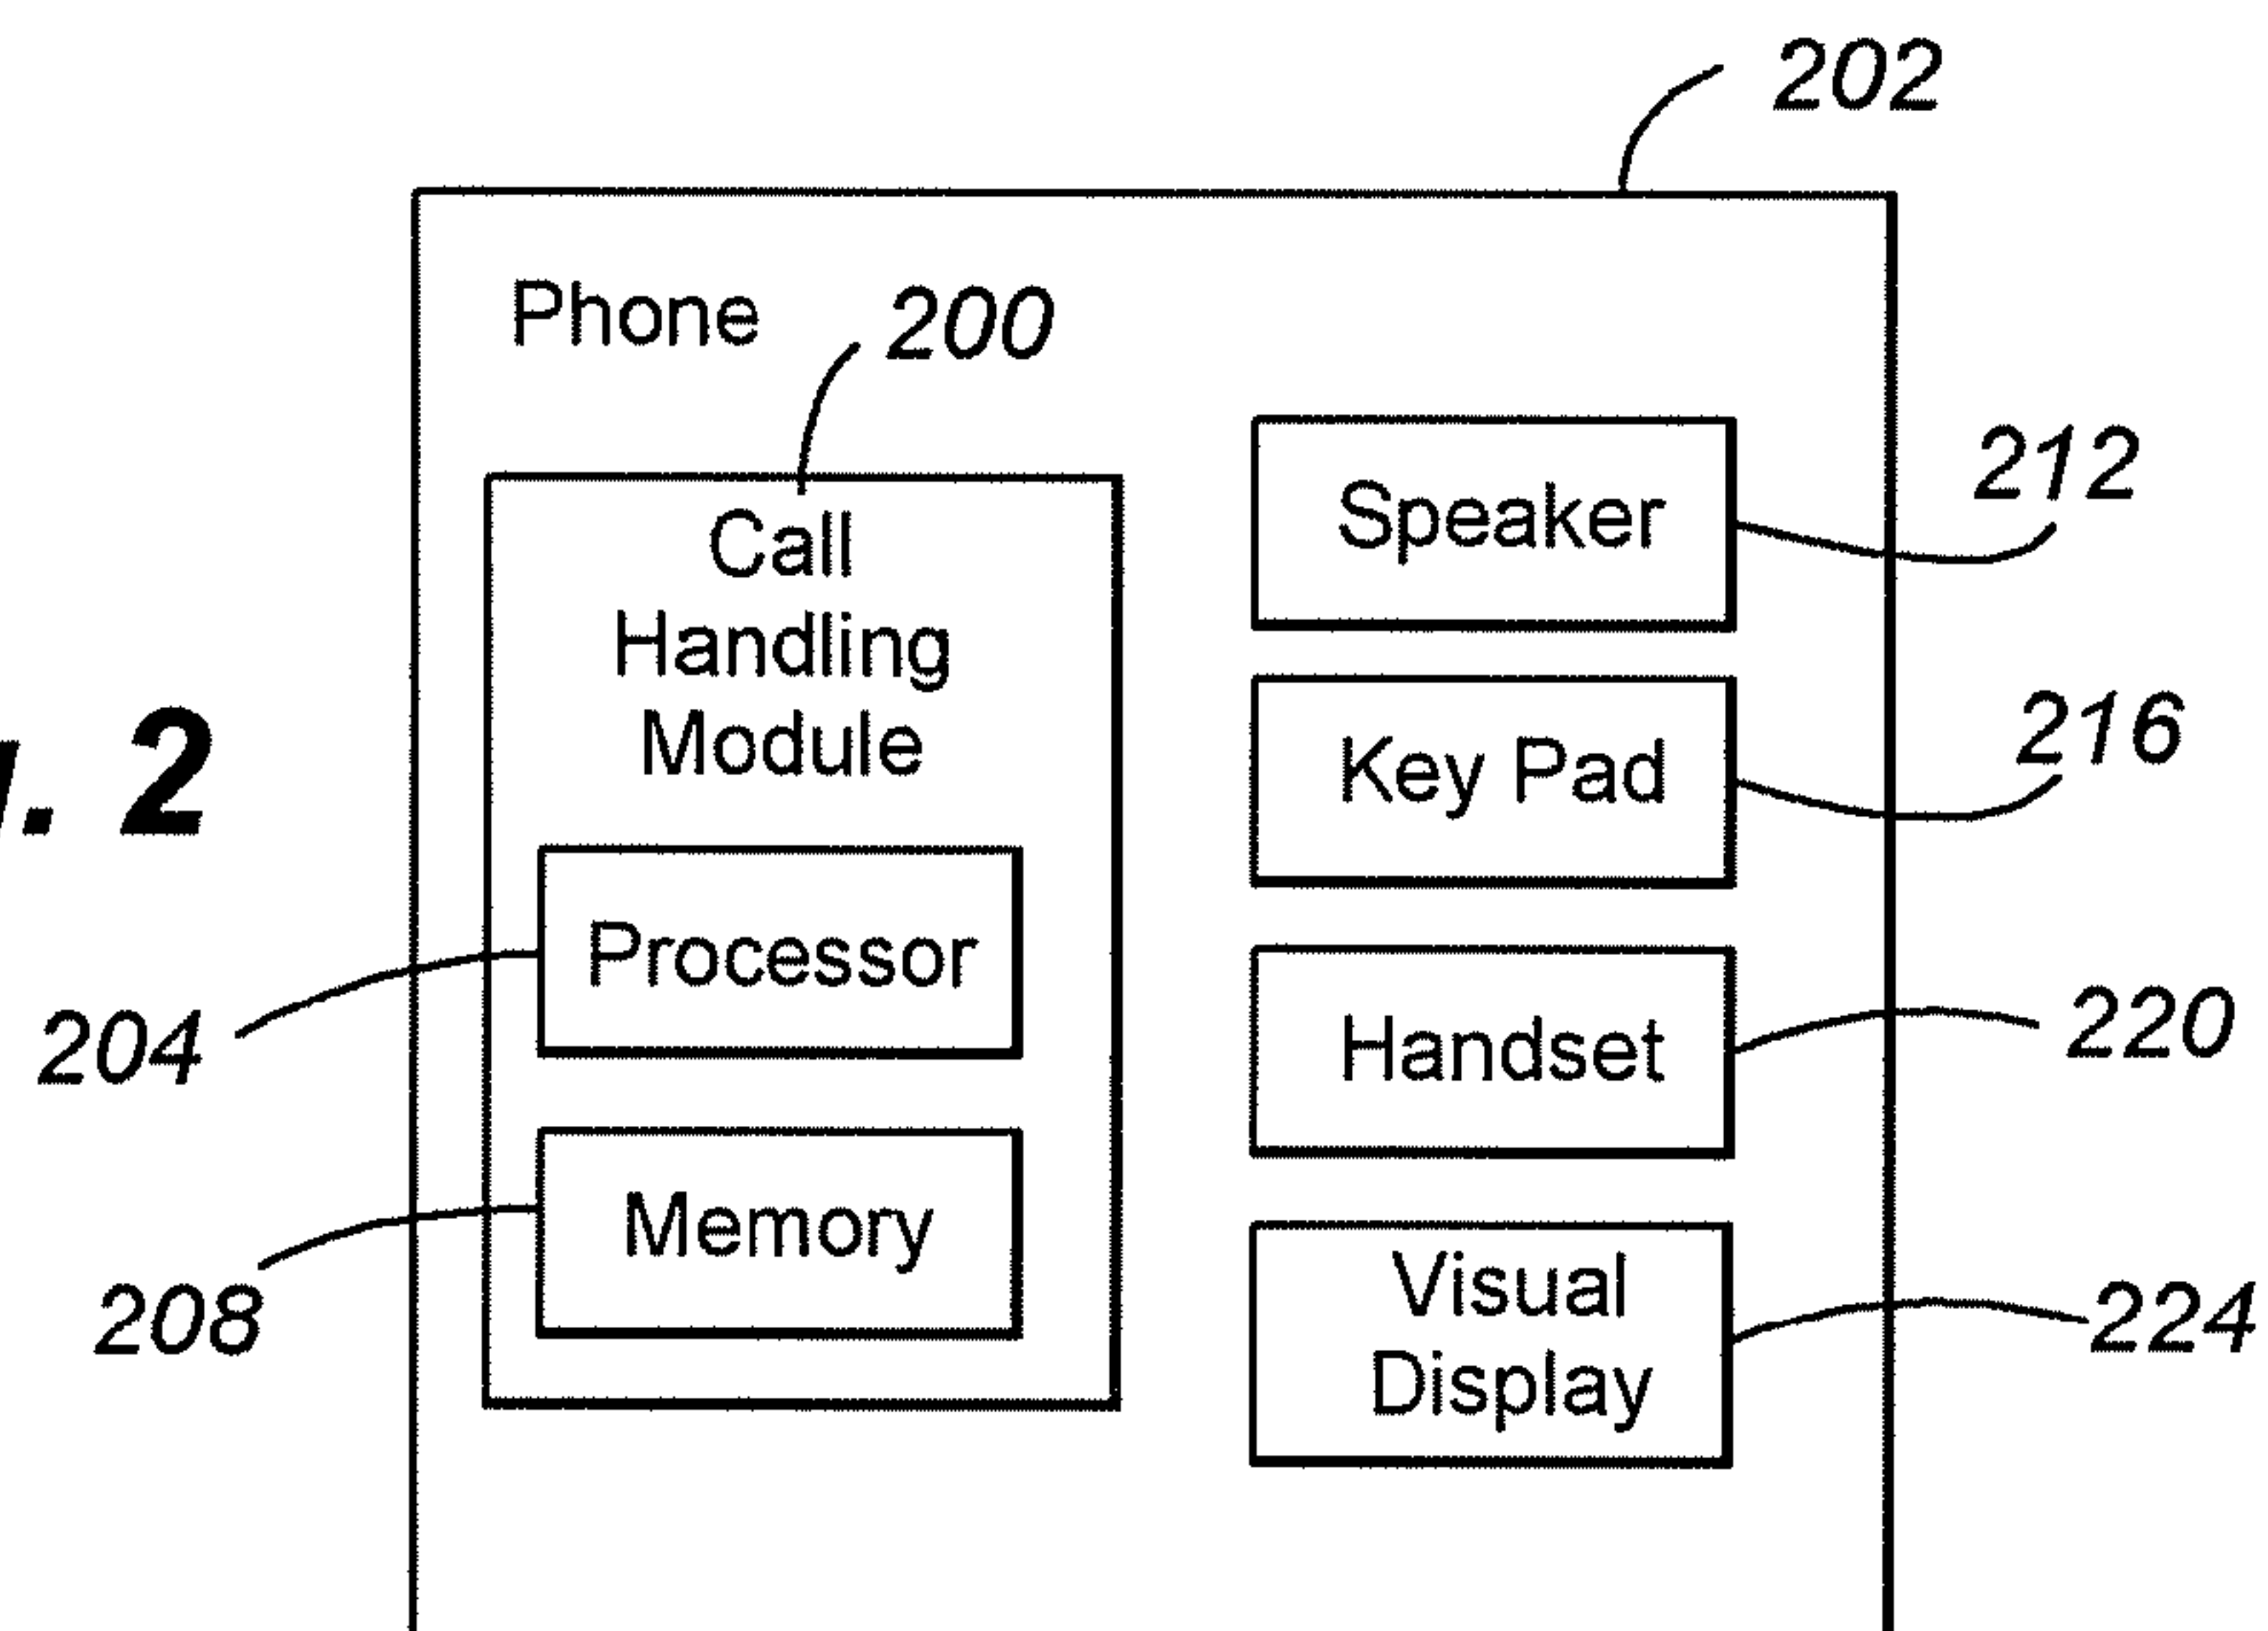 202
Phone
200
Speaker
212
Call
Handling
Module
Key Pad
216
. 2
Processor
204
Handset
220
Memory
208
Visual
Display
224